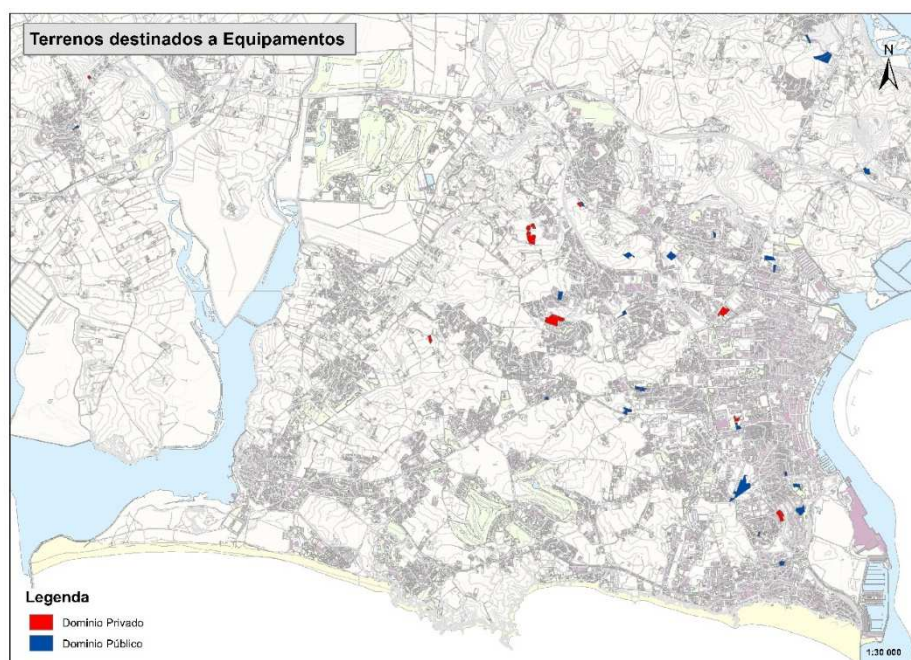 Terrenos destinados a Equipamentos
N
Legenda
Dominio Privado
Dominio Público
1:30 000